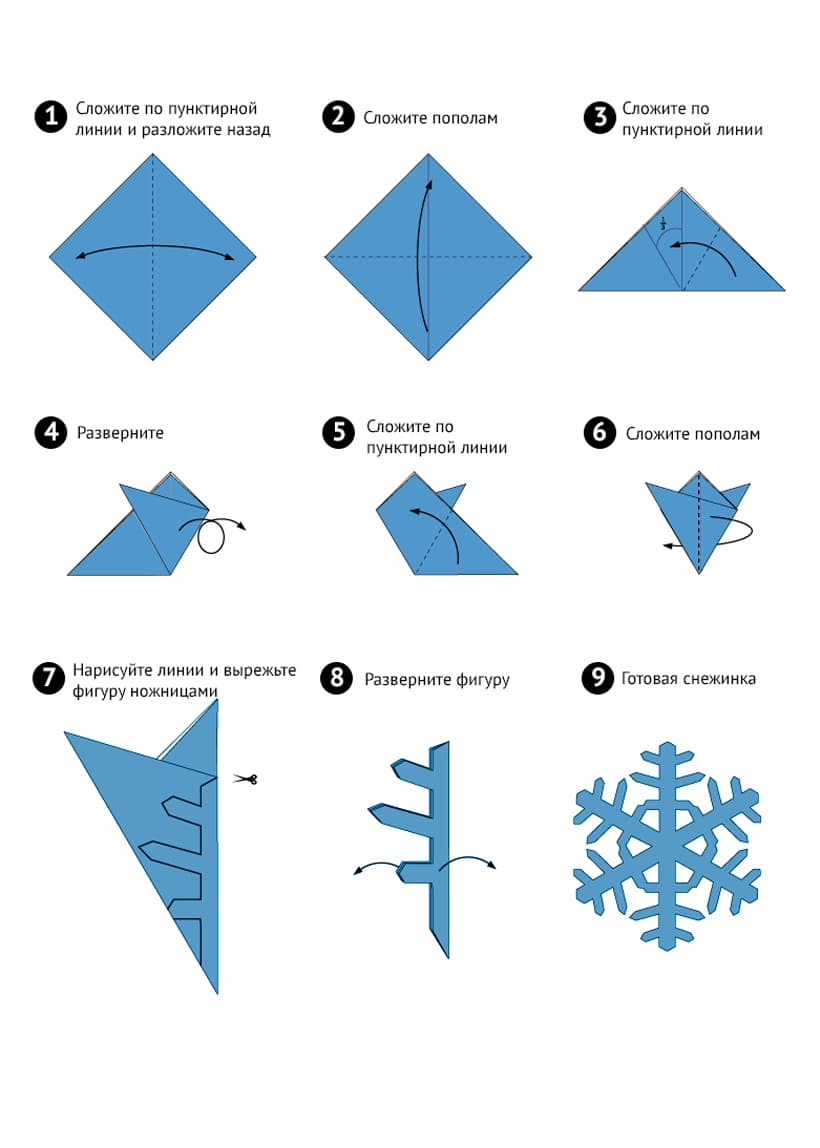 1 Сложите по пунктирной
линии и разложите назад
2 Сложите пополам
3 Сложите по
пунктирной линии
1/3
4 Разверните
5 Сложите по
пунктирной линии
6 Сложите пополам
7 Нарисуйте линии и вырежьте
фигуру ножницами
8 Разверните фигуру
9 Готовая снежинка